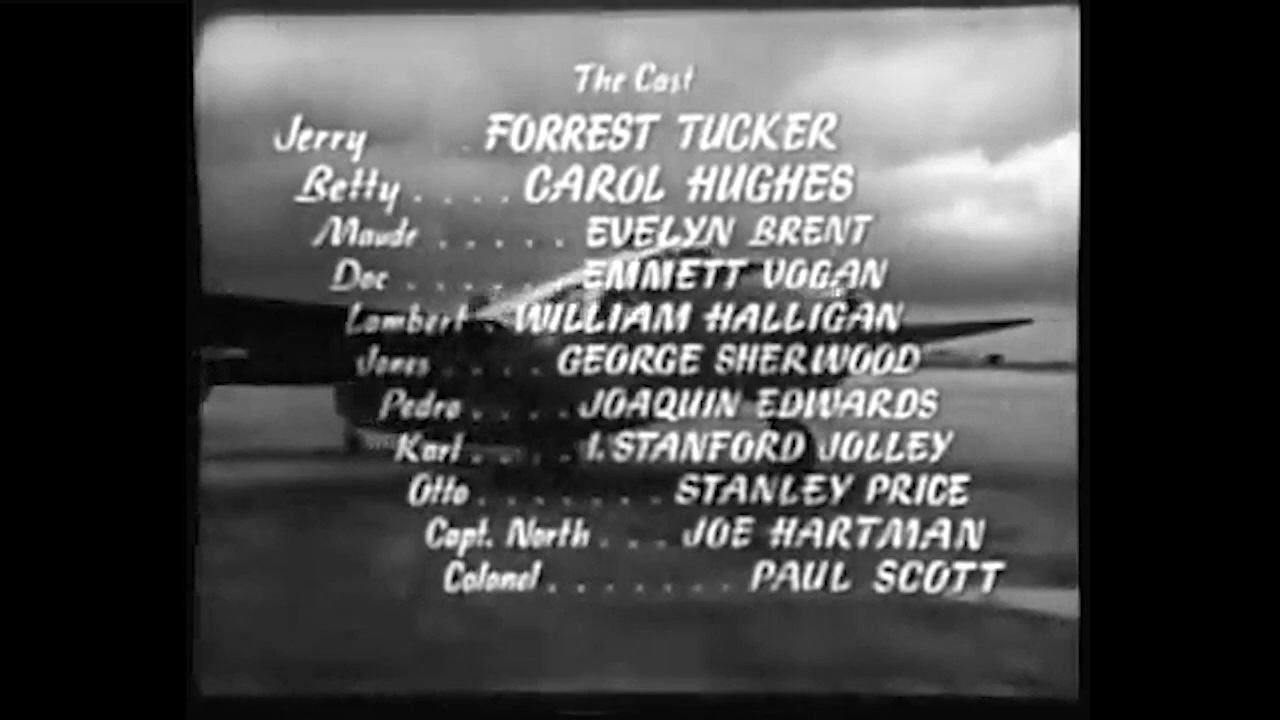 The Cast
Jerry . . FORREST TUCKER
Betty . . . . CAROL HUGHES
Maude . . . . . . EVELYN BRENT
Doc . . . . . . . EMMETT VOGAN
Lambert . . WILLIAM HALLIGAN
Jones . . . . . GEORGE SHERWOOD
Pedro . . . . . JOAQUIN EDWARDS
Karl . . . . . I. STANFORD JOLLEY
Otto . . . . . . . STANLEY PRICE
Capt. North . . . JOE HARTMAN
Colonel . . . . . . . PAUL SCOTT